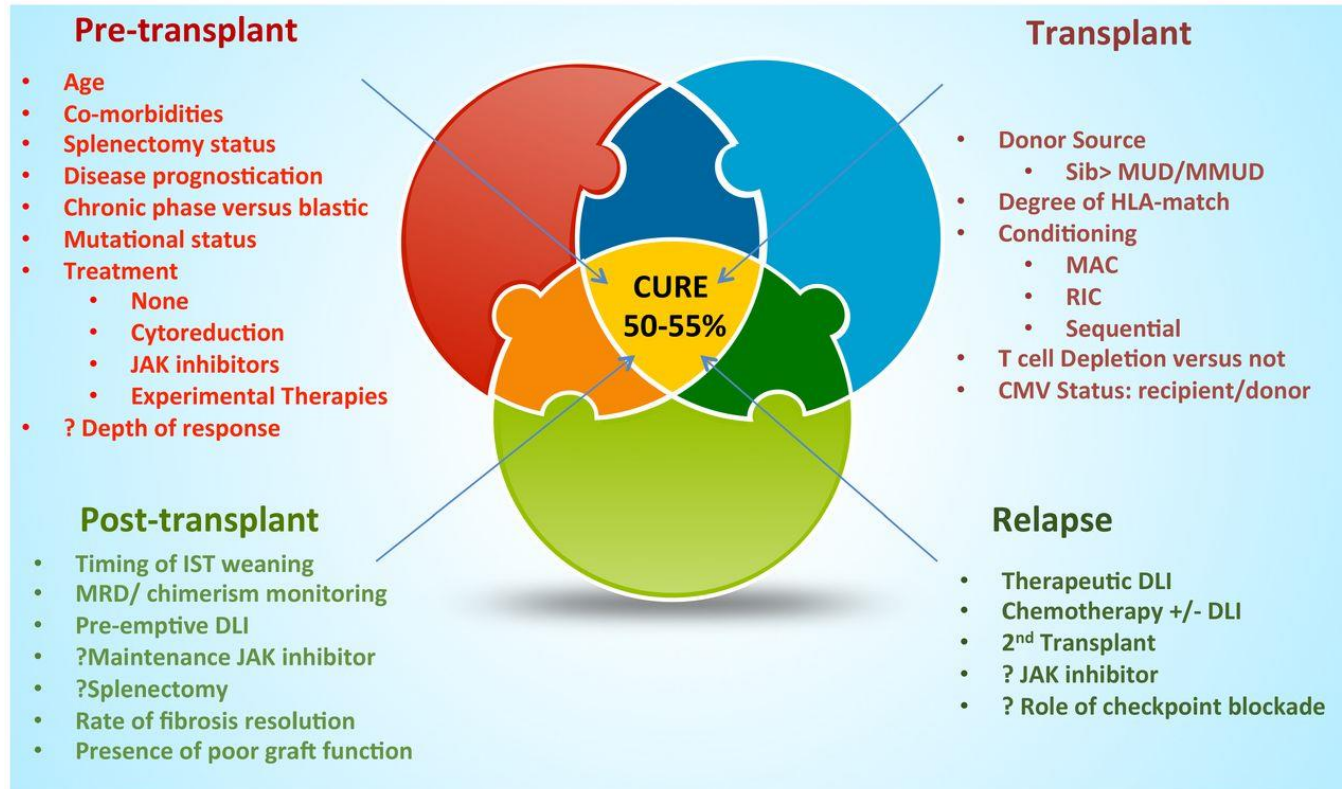 Pre-transplant
• Age
• Co-morbidities
• Splenectomy status
• Disease prognostication
• Chronic phase versus blastic
• Mutational status
• Treatment
• None
• Cytoreduction
• JAK inhibitors
• Experimental Therapies
• ? Depth of response
Transplant
• Donor Source
• Sib> MUD/MMUD
• Degree of HLA-match
• Conditioning
• MAC
• RIC
• Sequential
• T cell Depletion versus not
• CMV Status: recipient/donor
CURE
50-55%
Post-transplant
• Timing of IST weaning
• MRD/ chimerism monitoring
• Pre-emptive DLI
• ?Maintenance JAK inhibitor
• ?Splenectomy
• Rate of fibrosis resolution
• Presence of poor graft function
Relapse
• Therapeutic DLI
• Chemotherapy +/- DLI
• 2nd Transplant
• ? JAK inhibitor
• ? Role of checkpoint blockade